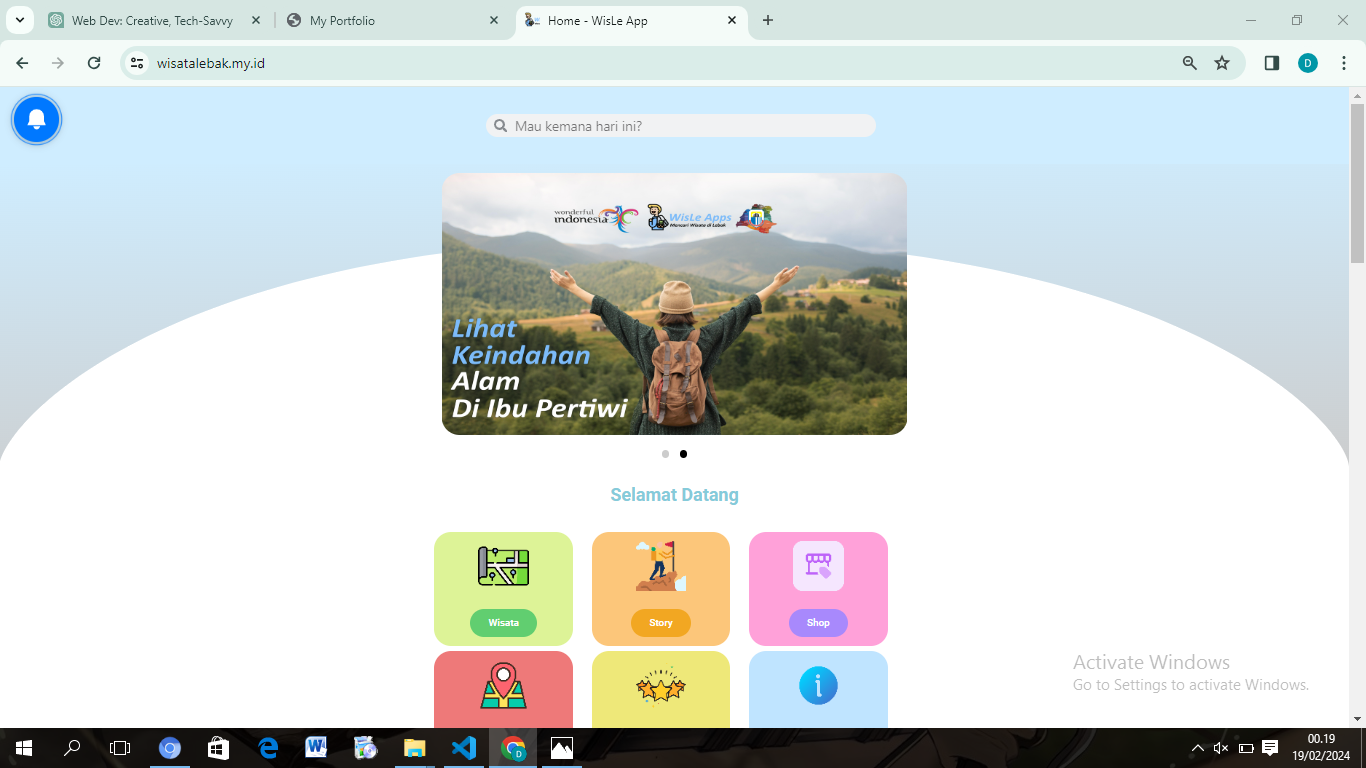 Web Dev: Creative, Tech-Savvy
My Portfolio
Home - WisLe App
wisatalebak.my.id
D
Mau kemana hari ini?
wonderful
indonesia
WisLe Apps
Mencari Wisata di Lebak
Lihat
Keindahan
Alam
Di Ibu Pertiwi
Selamat Datang
Wisata
Story
Shop
Activate Windows
Go to Settings to activate Windows.
00.19
19/02/2024